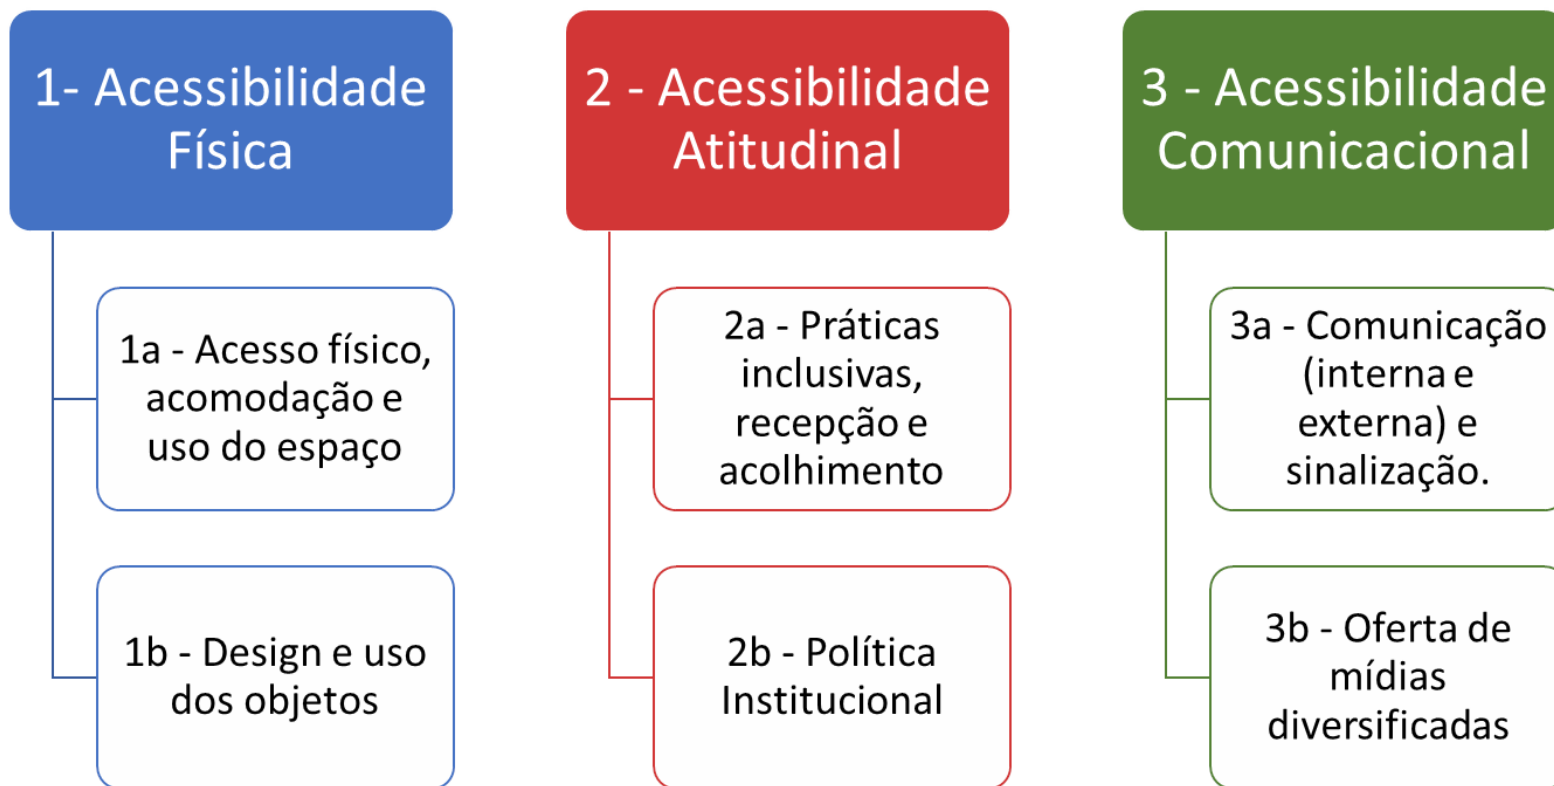 1- Acessibilidade
Física
1a - Acesso físico,
acomodação e
uso do espaço
1b - Design e uso
dos objetos
2 - Acessibilidade
Atitudinal
2a - Práticas
inclusivas,
recepção e
acolhimento
2b - Política
Institucional
3 - Acessibilidade
Comunicacional
3a - Comunicação
(interna e
externa) e
sinalização.
3b - Oferta de
mídias
diversificadas